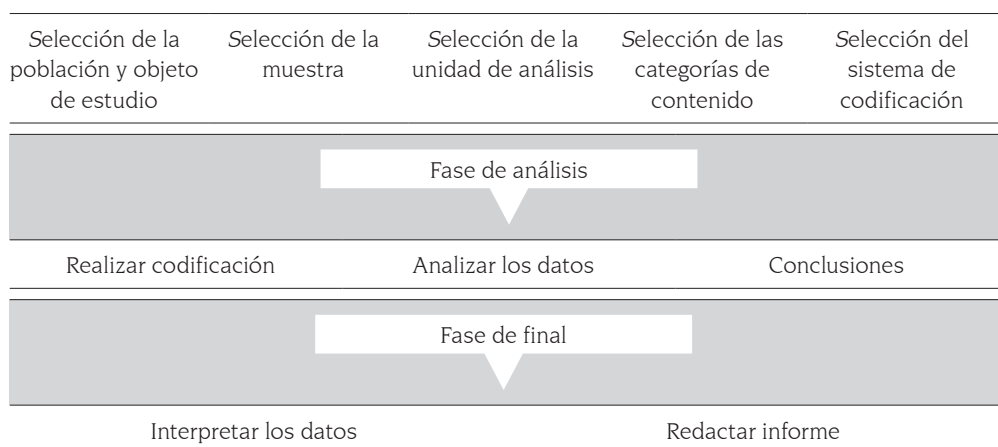 Selección de la población y objeto de estudio
Selección de la muestra
Selección de la unidad de análisis
Selección de las categorías de contenido
Selección del sistema de codificación
Fase de análisis
Realizar codificación
Analizar los datos
Conclusiones
Fase de final
Interpretar los datos
Redactar informe